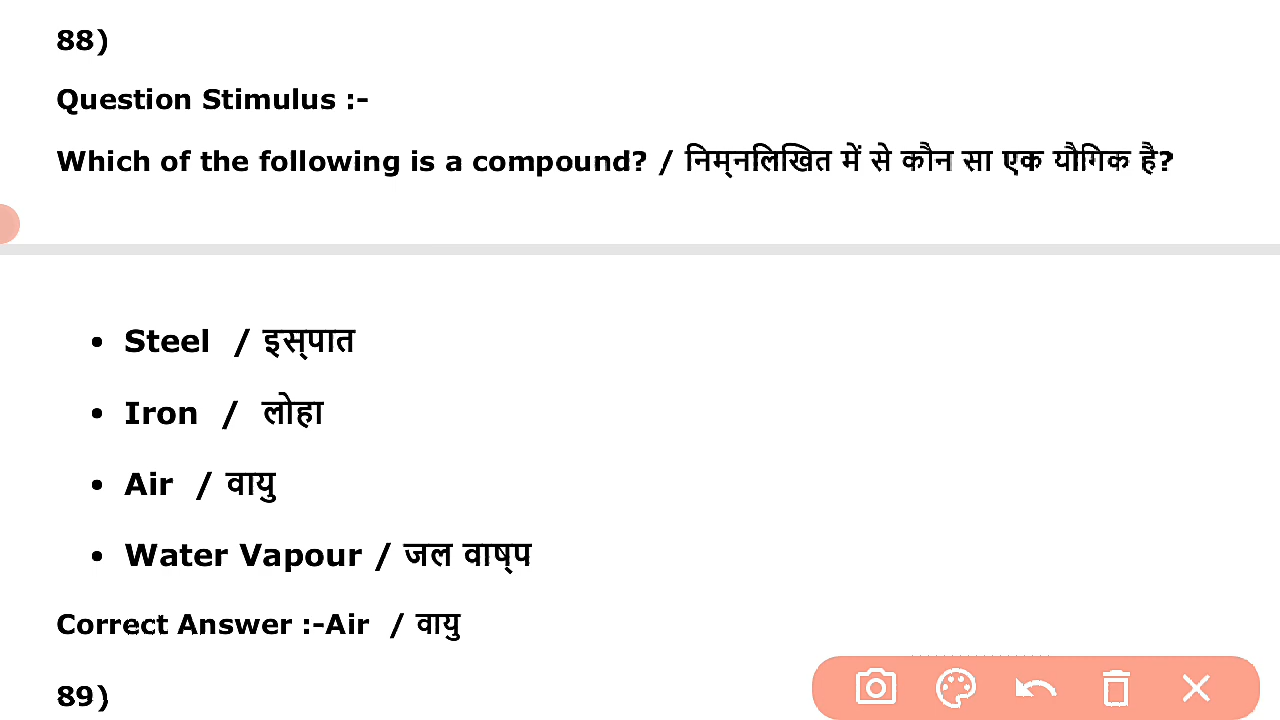 88)
Question Stimulus :-
Which of the following is a compound? / निम्नलिखित में से कौन सा एक यौगिक है?
• Steel / इस्पात
• Iron / लोहा
• Air / वायु
• Water Vapour / जल वाष्प
Correct Answer :-Air / वायु
89)